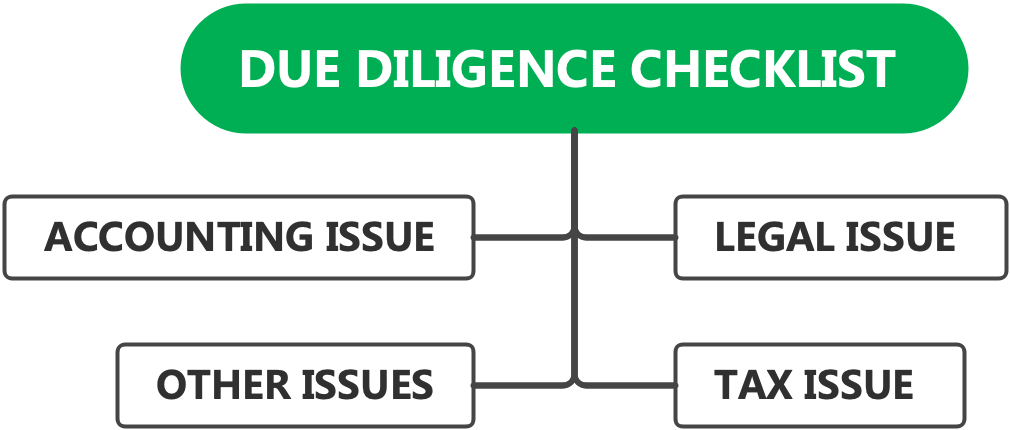 DUE DILIGENCE CHECKLIST
ACCOUNTING ISSUE
LEGAL ISSUE
OTHER ISSUES
TAX ISSUE